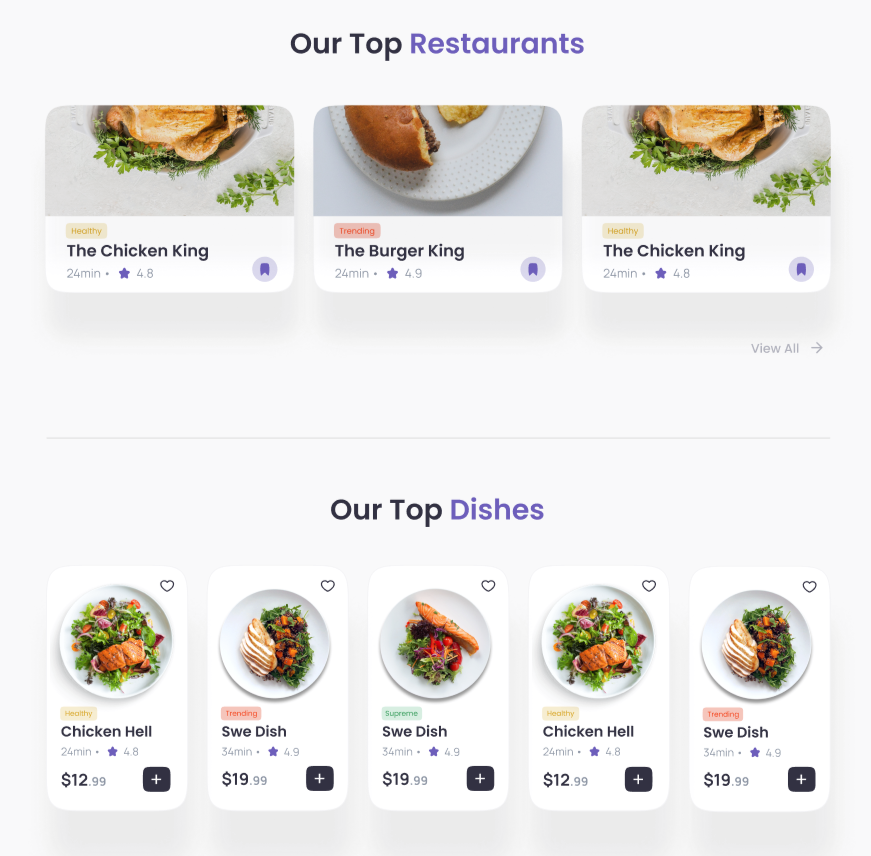 Our Top Restaurants
Healthy
The Chicken King
24min • 4.8
Trending
The Burger King
24min • 4.9
Healthy
The Chicken King
24min • 4.8
View All
Our Top Dishes
Healthy
Chicken Hell
24min • 4.8
$12.99
Trending
Swe Dish
34min • 4.9
$19.99
Supreme
Swe Dish
34min • 4.9
$19.99
Healthy
Chicken Hell
24min • 4.8
$12.99
Trending
Swe Dish
34min • 4.9
$19.99